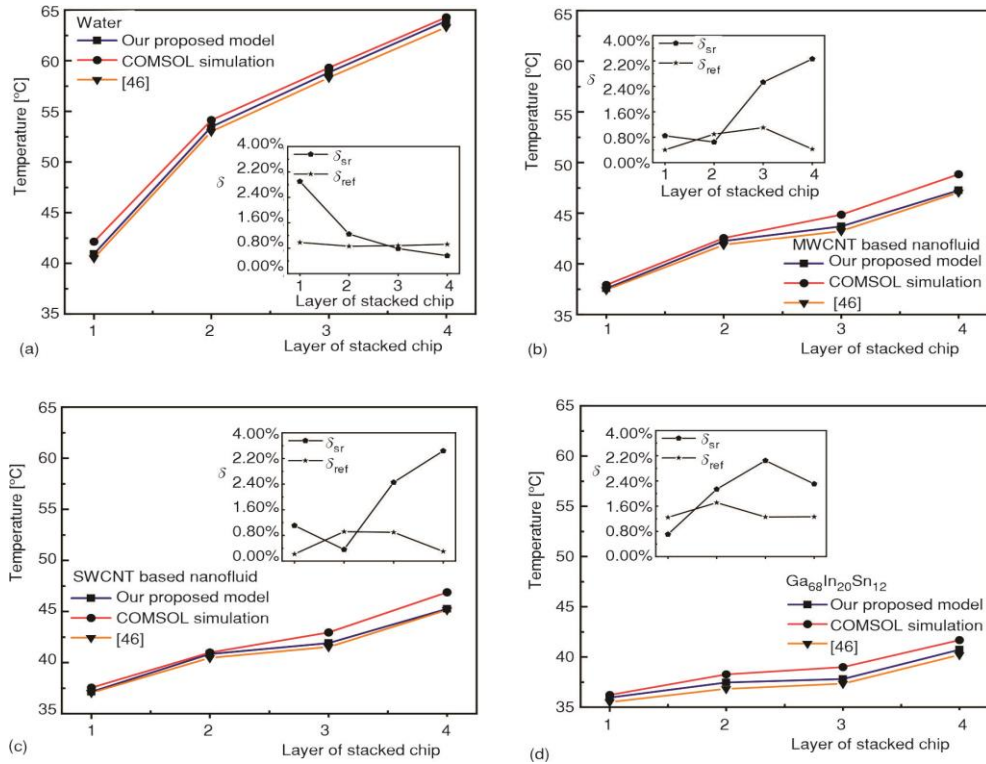 65
60
55
50
45
40
35
Temperature [°C]
Water
Our proposed model
COMSOL simulation
[46]
4.00%
3.20%
2.40%
1.60%
0.80%
0.00%
δ
δsr
δref
1 2 3 4
Layer of stacked chip
1 2 3 4
Layer of stacked chip
(a)
65
60
55
50
45
40
35
Temperature [°C]
4.00%
3.20%
2.40%
1.60%
0.80%
0.00%
δ
δsr
δref
1 2 3 4
Layer of stacked chip
MWCNT based nanofluid
Our proposed model
COMSOL simulation
[46]
1 2 3 4
Layer of stacked chip
(b)
65
60
55
50
45
40
35
Temperature [°C]
4.00%
3.20%
2.40%
1.60%
0.80%
0.00%
δ
δsr
δref
SWCNT based nanofluid
Our proposed model
COMSOL simulation
[46]
1 2 3 4
Layer of stacked chip
(c)
65
60
55
50
45
40
35
Temperature [°C]
4.00%
3.20%
2.40%
1.60%
0.80%
0.00%
δ
δsr
δref
Ga68In20Sn12
Our proposed model
COMSOL simulation
[46]
1 2 3 4
Layer of stacked chip
(d)